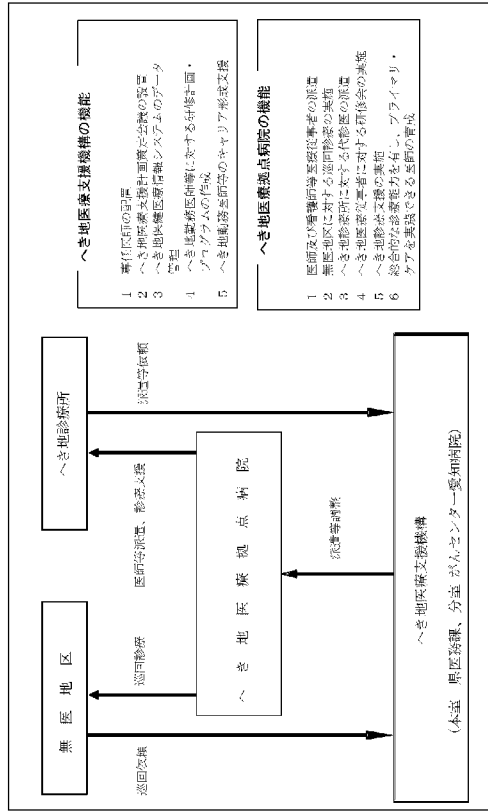 無医地区
へき地診療所
巡回依頼
巡回診療
医師等派遣、診療支援
派遣等依頼
へき地医療拠点病院
派遣等調整
へき地医療支援機構
（本室 県医務課、分室 がんセンター愛知病院）
へき地医療支援機構の機能
1 専任医師の配置
2 へき地医療支援計画策定会議の設置
3 へき地保健医療情報システムのデータ
管理
4 へき地勤務医師等に対する研修計画・
プログラムの作成
5 へき地勤務医師等のキャリア形成支援
へき地医療拠点病院の機能
1 医師及び看護師等医療従事者の派遣
2 無医地区に対する巡回診療の実施
3 へき地診療所に対する代診医の派遣
4 へき地医療従事者に対する研修会の実施
5 へき地診療支援の実施
6 総合的な診療能力を有し、プライマリ・
ケアを実践できる医師の育成